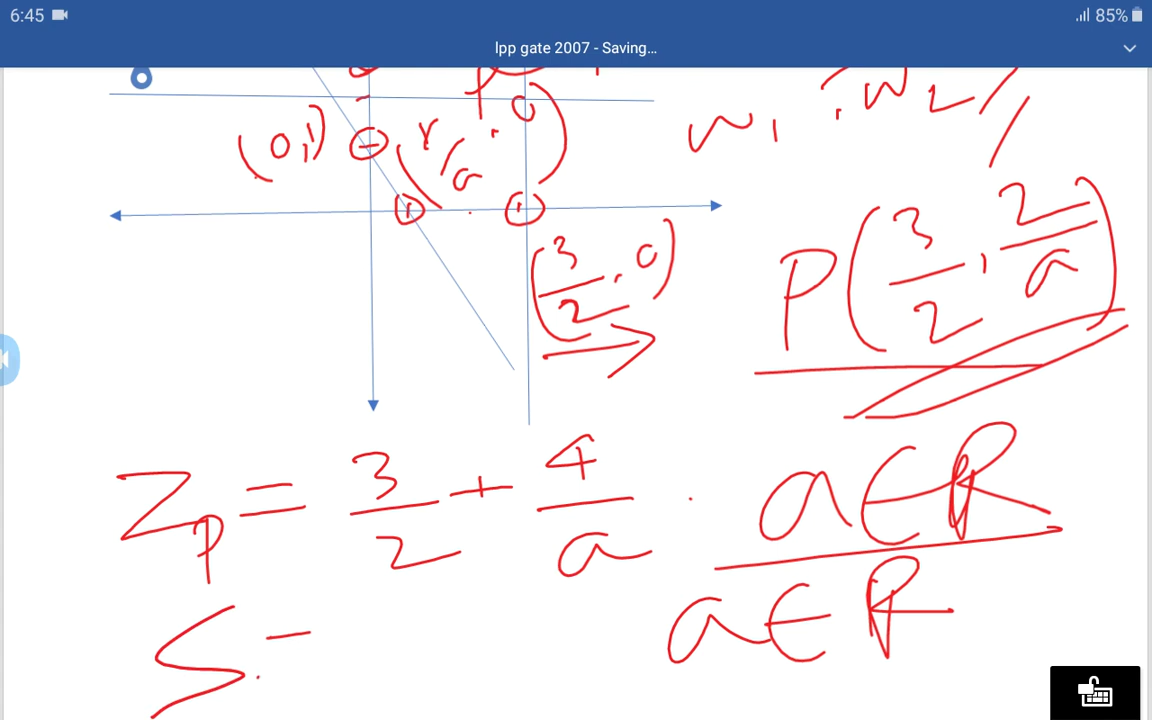 6:45 85%
lpp gate 2007 - Saving...
w1 : w2
(0,1)
P(3/2, 2/a)
(3/2, 0)
Zp = 3/2 + 4/a . a ∈ R
a ∈ R